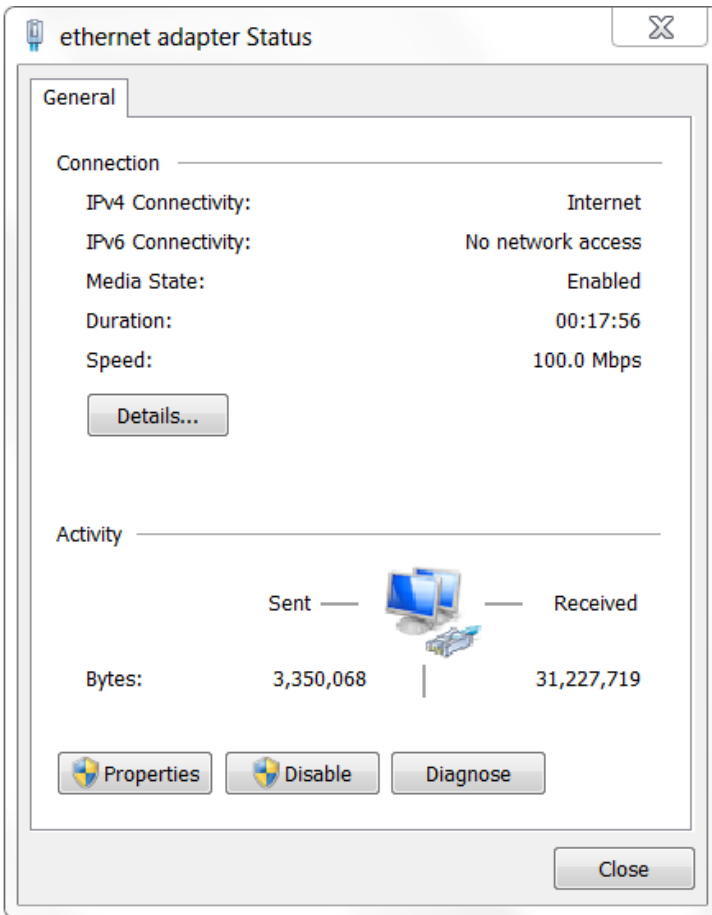 ethernet adapter Status
General
Connection
IPv4 Connectivity: Internet
IPv6 Connectivity: No network access
Media State: Enabled
Duration: 00:17:56
Speed: 100.0 Mbps
Details...
Activity
Sent Received
Bytes: 3,350,068 31,227,719
Properties Disable Diagnose
Close